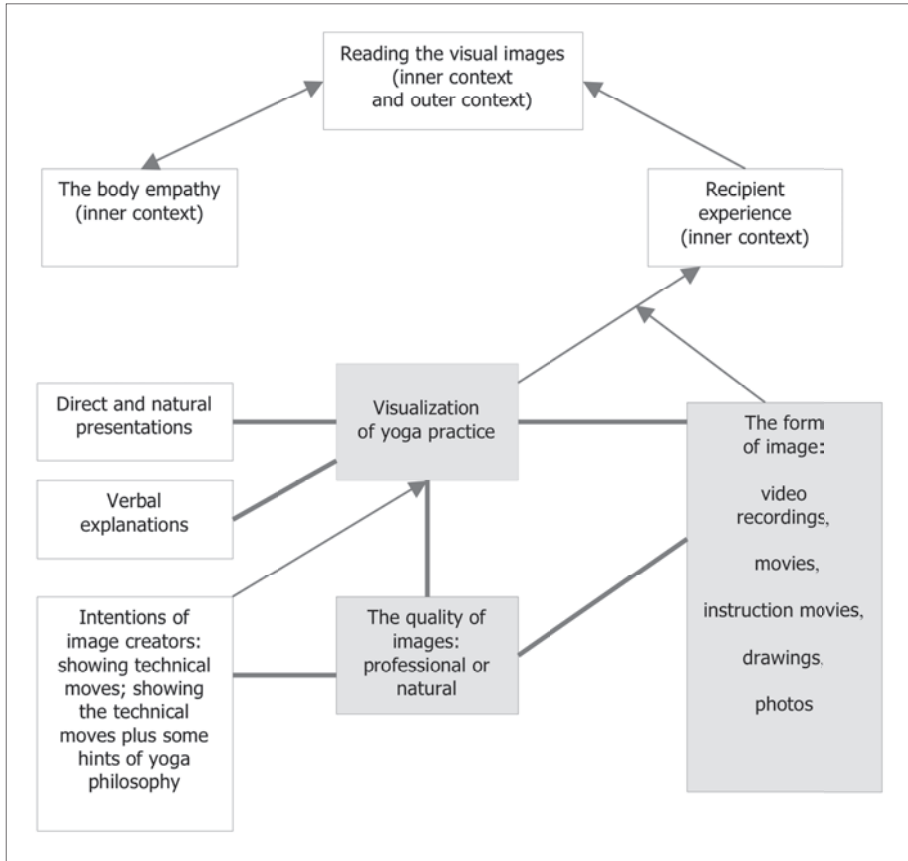 Reading the visual images
(inner context
and outer context)
The body empathy
(inner context)
Recipient
experience
(inner context)
Direct and natural
presentations
Visualization
of yoga practice
The form
of image:
video
recordings,
movies,
instruction movies,
drawings,
photos
Verbal
explanations
Intentions of
image creators:
showing technical
moves; showing
the technical
moves plus some
hints of yoga
philosophy
The quality of
images:
professional or
natural